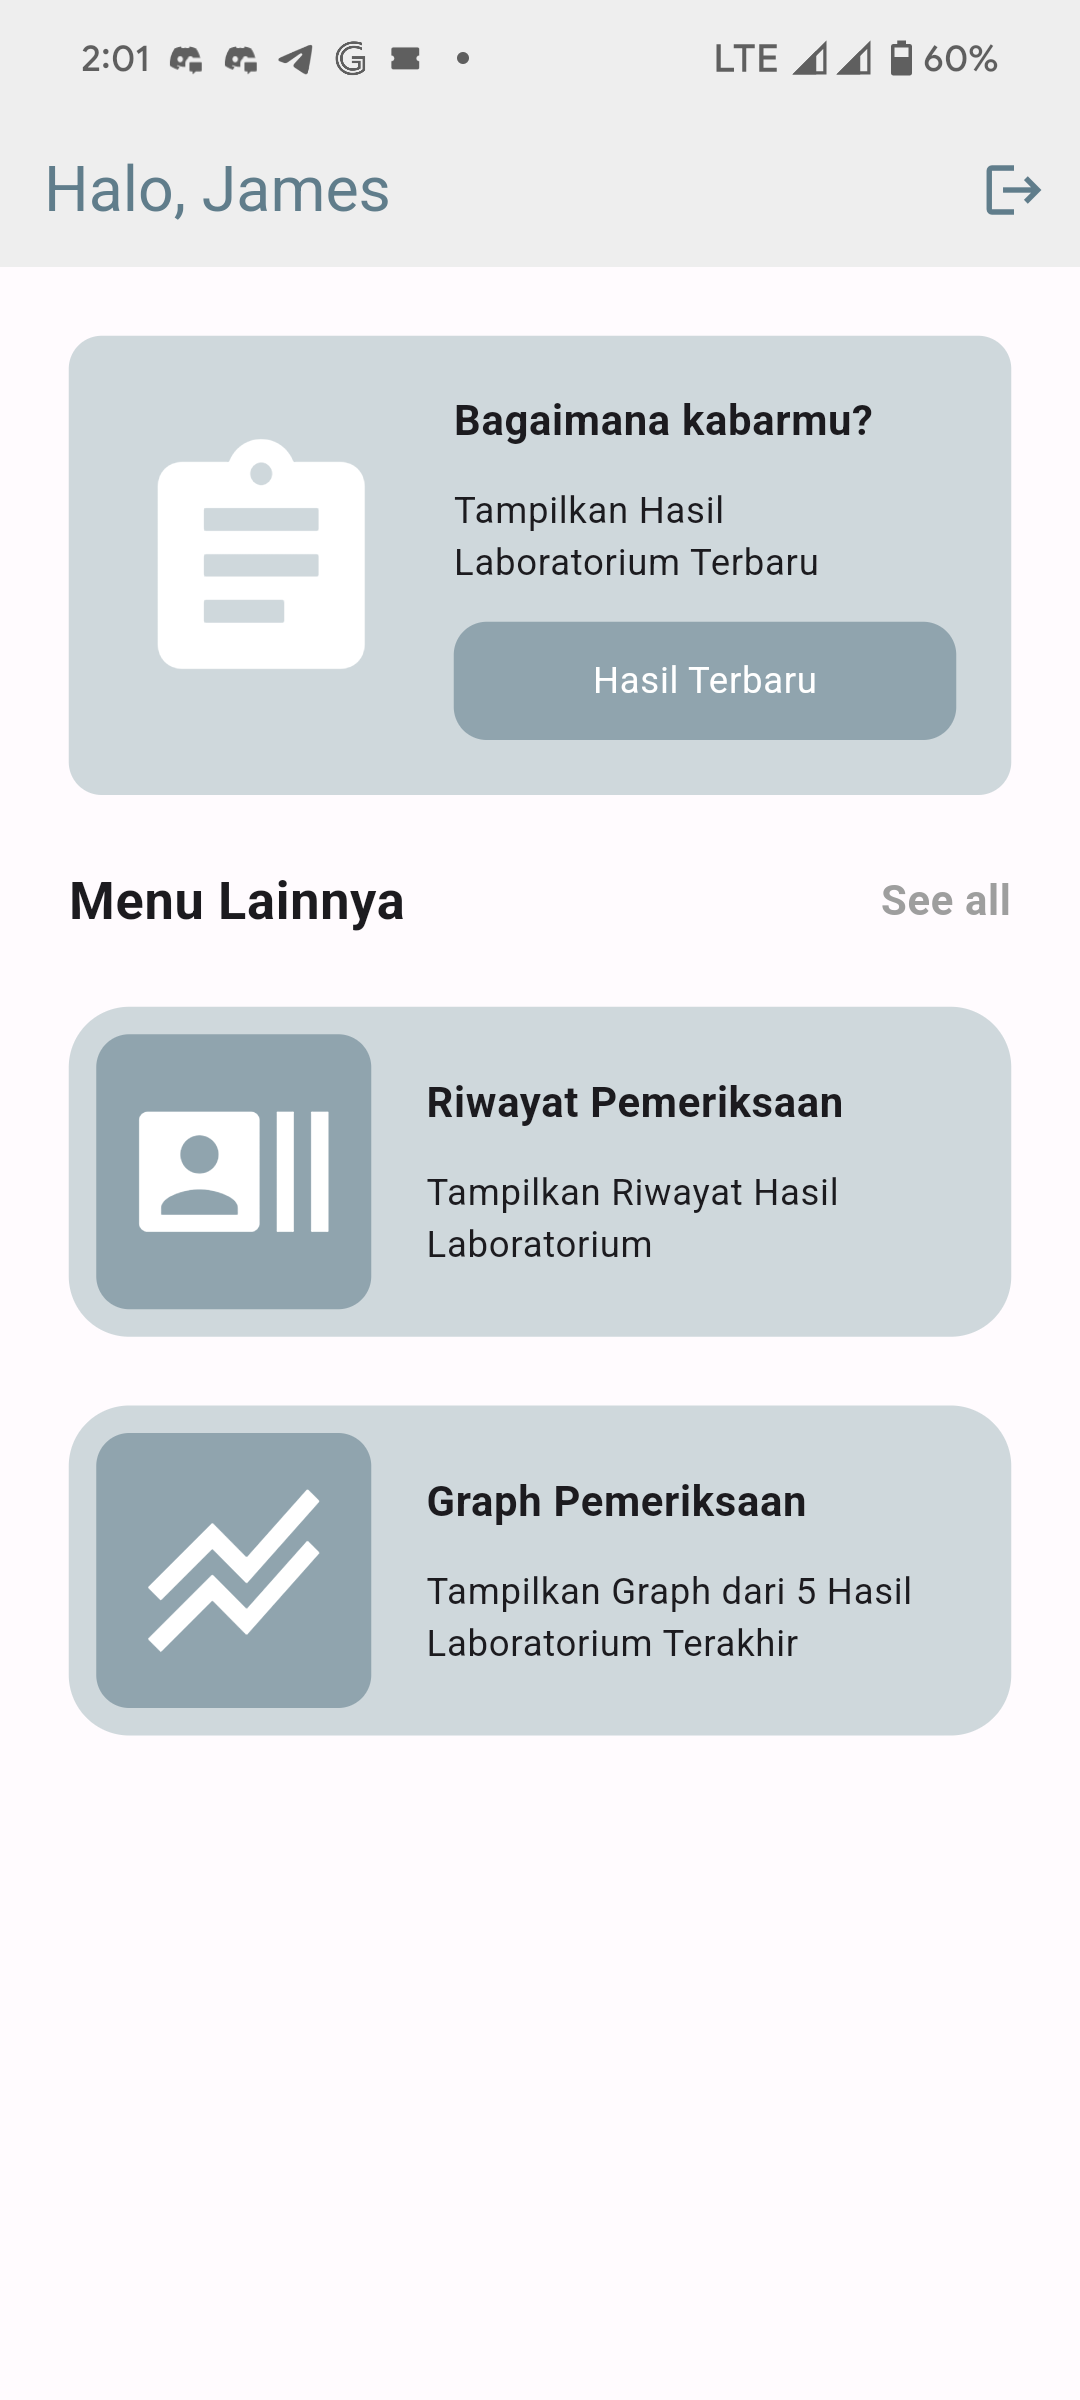 2:01
LTE
60%
Halo, James
Bagaimana kabarmu?
Tampilkan Hasil
Laboratorium Terbaru
Hasil Terbaru
Menu Lainnya
See all
Riwayat Pemeriksaan
Tampilkan Riwayat Hasil
Laboratorium
Graph Pemeriksaan
Tampilkan Graph dari 5 Hasil
Laboratorium Terakhir